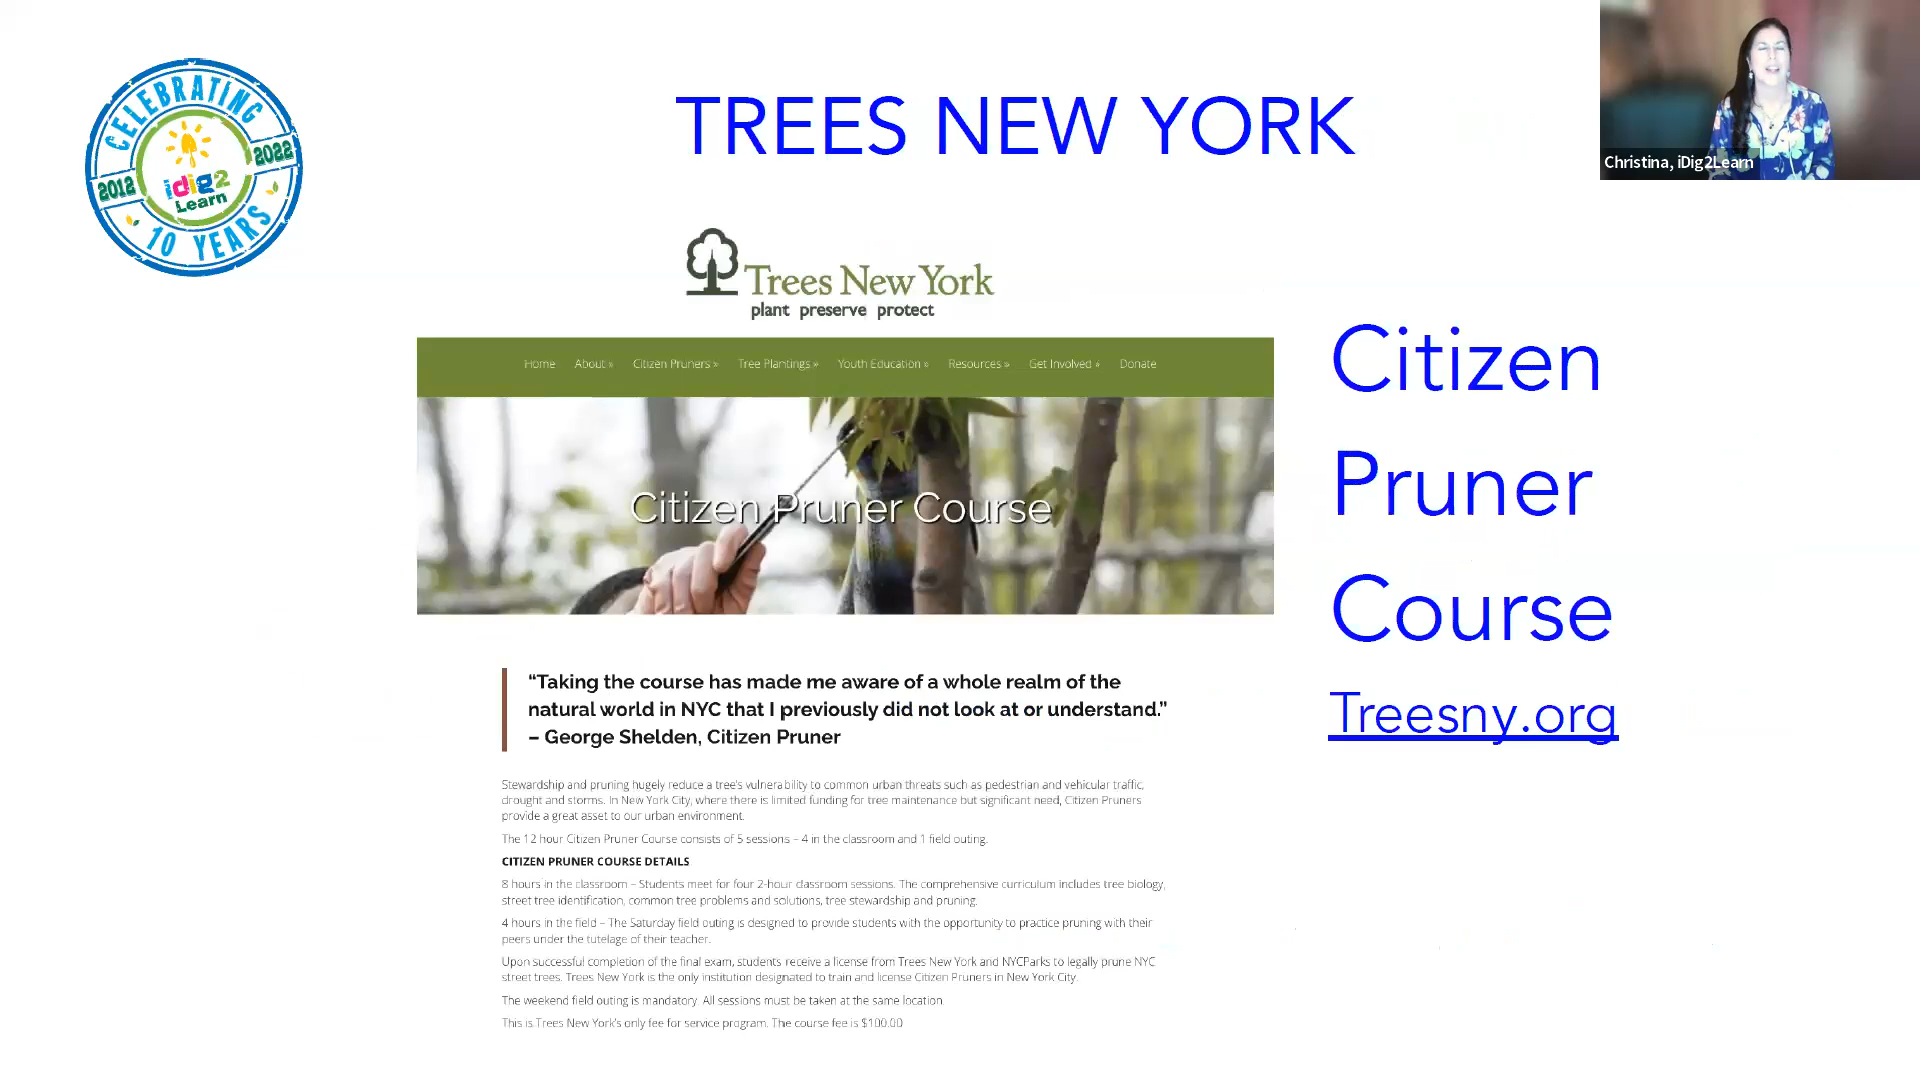 CELEBRATING
2012
2022
iDig2
Learn
10 YEARS
TREES NEW YORK
Christina, iDig2Learn
Trees New York
plant preserve protect
Home About » Citizen Pruners » Tree Plantings » Youth Education » Resources » Get Involved » Donate
Citizen Pruner Course
Citizen
Pruner
Course
Treesny.org
“Taking the course has made me aware of a whole realm of the
natural world in NYC that I previously did not look at or understand.”
– George Shelden, Citizen Pruner
Stewardship and pruning hugely reduce a tree's vulnerability to common urban threats such as pedestrian and vehicular traffic,
drought and storms. In New York City, where there is limited funding for tree maintenance but significant need, Citizen Pruners
provide a great asset to our urban environment.
The 12 hour Citizen Pruner Course consists of 5 sessions – 4 in the classroom and 1 field outing.
CITIZEN PRUNER COURSE DETAILS
8 hours in the classroom – Students meet for four 2-hour classroom sessions. The comprehensive curriculum includes tree biology,
street tree identification, common tree problems and solutions, tree stewardship and pruning.
4 hours in the field – The Saturday field outing is designed to provide students with the opportunity to practice pruning with their
peers under the tutelage of their teacher.
Upon successful completion of the final exam, students receive a license from Trees New York and NYCParks to legally prune NYC
street trees. Trees New York is the only institution designated to train and license Citizen Pruners in New York City.
The weekend field outing is mandatory. All sessions must be taken at the same location.
This is Trees New York's only fee for service program. The course fee is $100.00